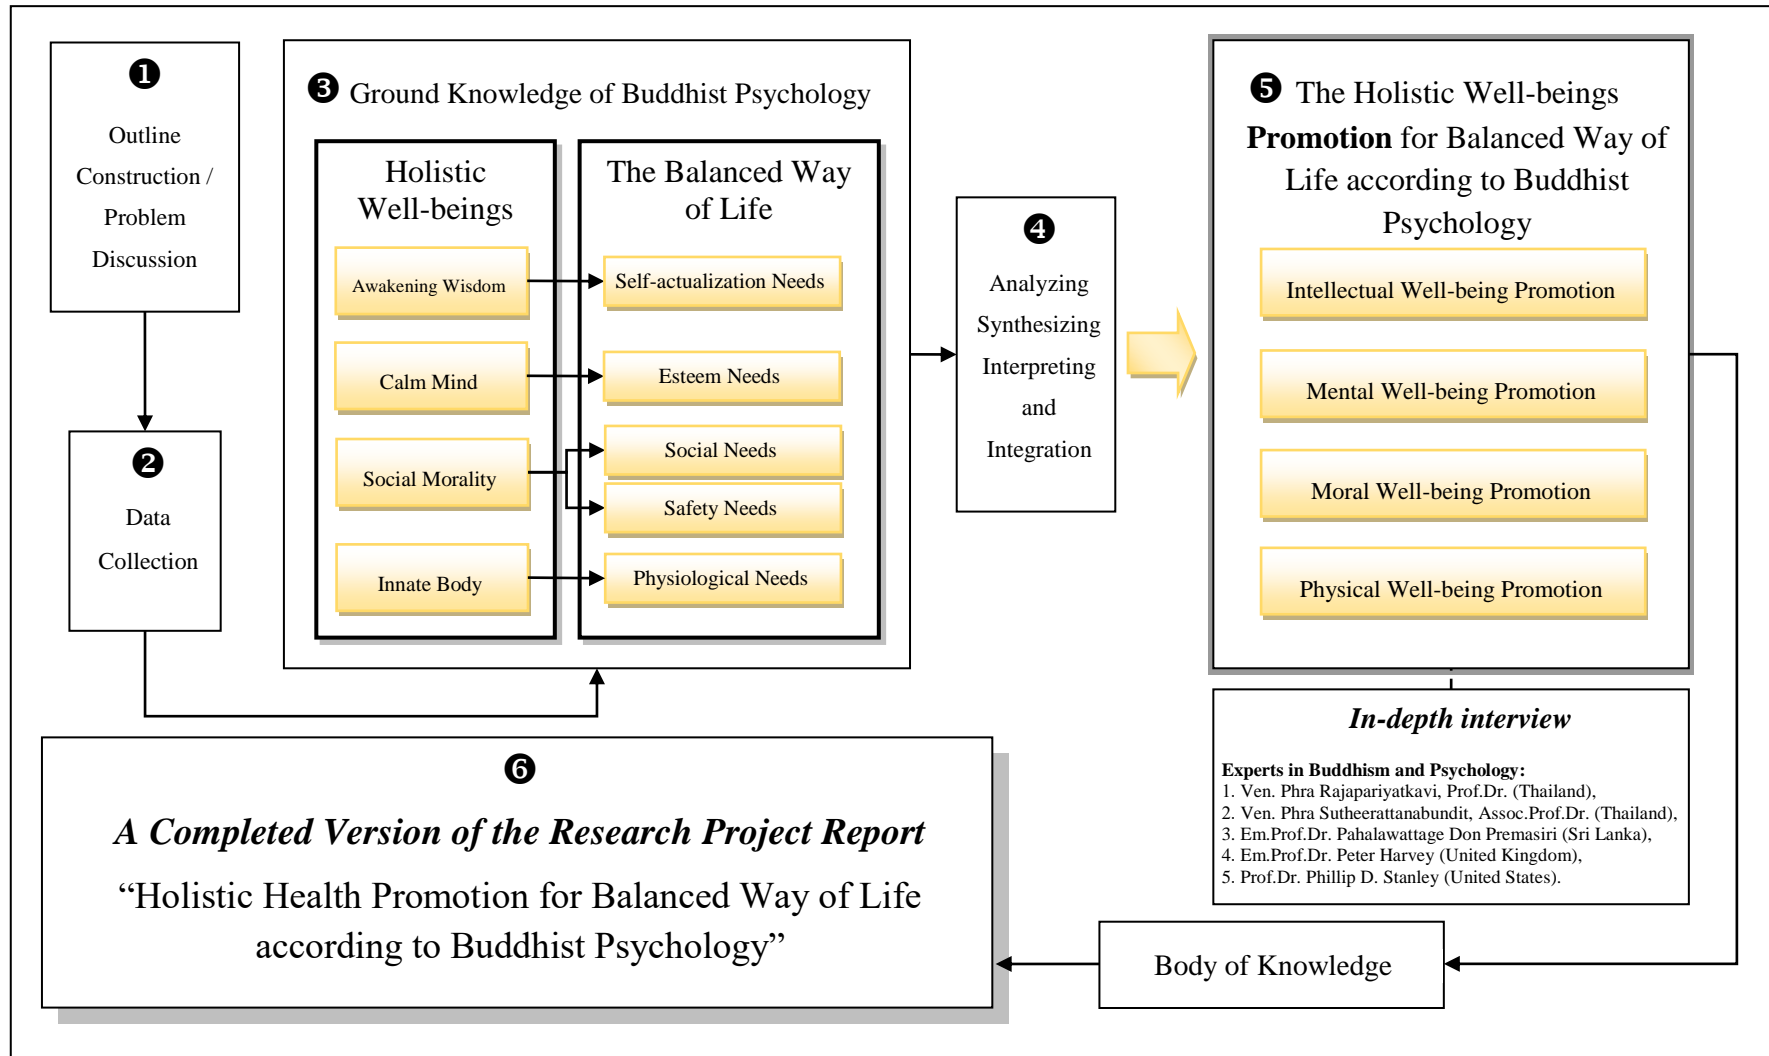 ❶
Outline
Construction /
Problem
Discussion
❷
Data
Collection
❸ Ground Knowledge of Buddhist Psychology
Holistic
Well-beings
Awakening Wisdom
Calm Mind
Social Morality
Innate Body
The Balanced Way
of Life
Self-actualization Needs
Esteem Needs
Social Needs
Safety Needs
Physiological Needs
❹
Analyzing
Synthesizing
Interpreting
and
Integration
❺ The Holistic Well-beings
Promotion for Balanced Way of
Life according to Buddhist
Psychology
Intellectual Well-being Promotion
Mental Well-being Promotion
Moral Well-being Promotion
Physical Well-being Promotion
In-depth interview
Experts in Buddhism and Psychology:
1. Ven. Phra Rajapariyatkavi, Prof.Dr. (Thailand),
2. Ven. Phra Sutheerattanabundit, Assoc.Prof.Dr. (Thailand),
3. Em.Prof.Dr. Pahalawattage Don Premasiri (Sri Lanka),
4. Em.Prof.Dr. Peter Harvey (United Kingdom),
5. Prof.Dr. Phillip D. Stanley (United States).
Body of Knowledge
❻
A Completed Version of the Research Project Report
“Holistic Health Promotion for Balanced Way of Life
according to Buddhist Psychology”